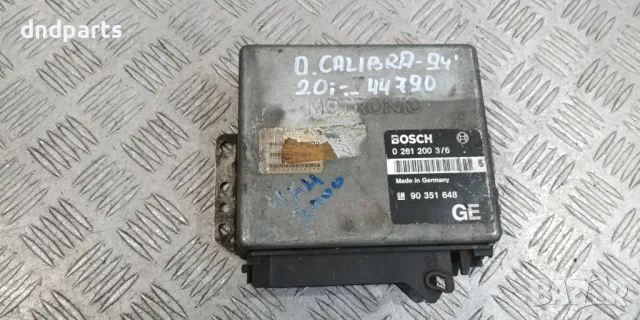 dndparts
O. CALIBRA-94'
2.0i-- 44790
MOTRONIC
BOSCH
0 261 200 376
Made in Germany
GM 90 351 648
GE